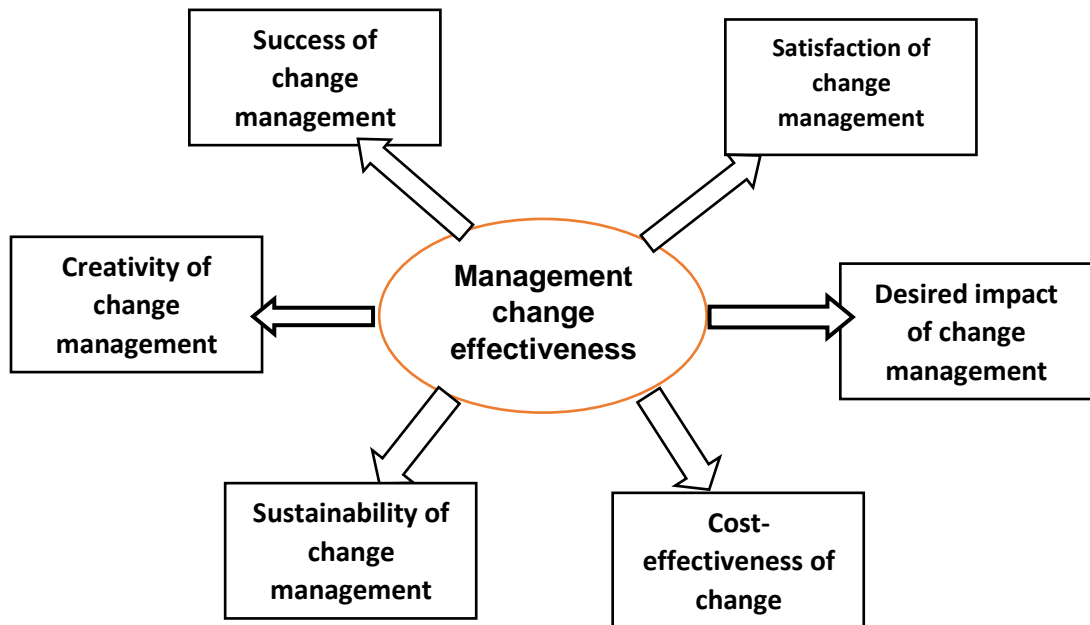 Success of
change
management
Satisfaction of
change
management
Creativity of
change
management
Management
change
effectiveness
Desired impact
of change
management
Sustainability of
change
management
Cost-
effectiveness of
change